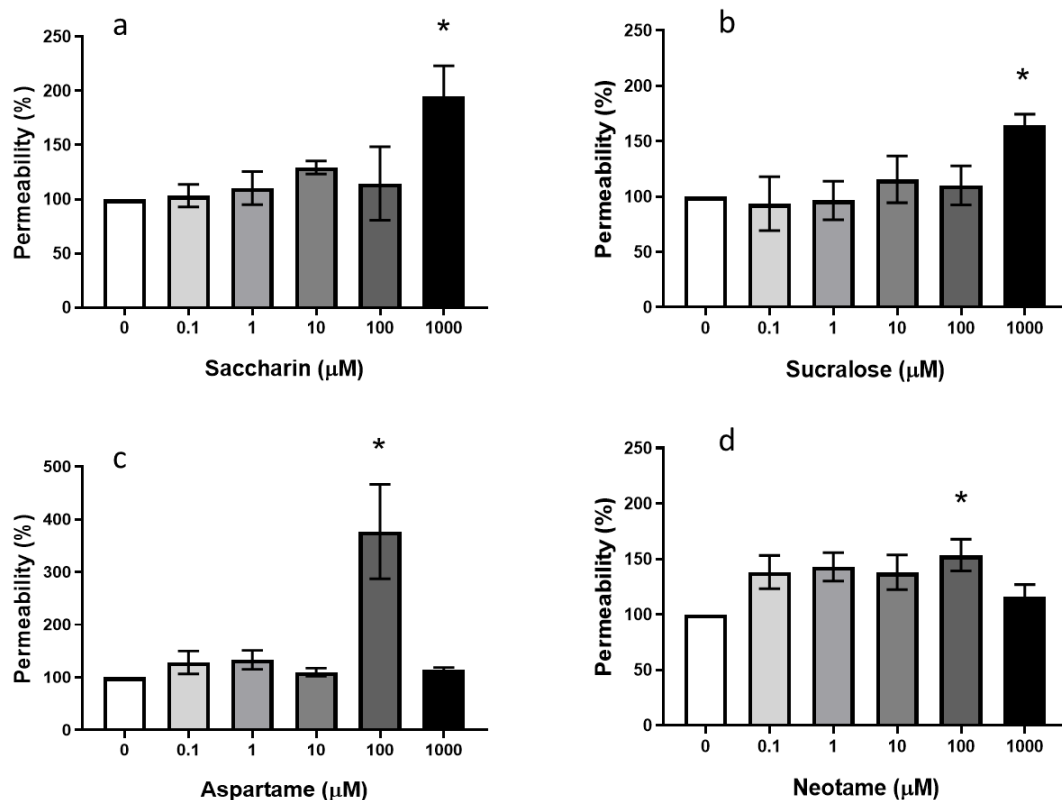 a
*
250
200
150
100
50
0
Permeability (%)
0 0.1 1 10 100 1000
Saccharin (μM)
b
*
250
200
150
100
50
0
Permeability (%)
0 0.1 1 10 100 1000
Sucralose (μM)
c
*
500
400
300
200
100
0
Permeability (%)
0 0.1 1 10 100 1000
Aspartame (μM)
d
*
250
200
150
100
50
0
Permeability (%)
0 0.1 1 10 100 1000
Neotame (μM)